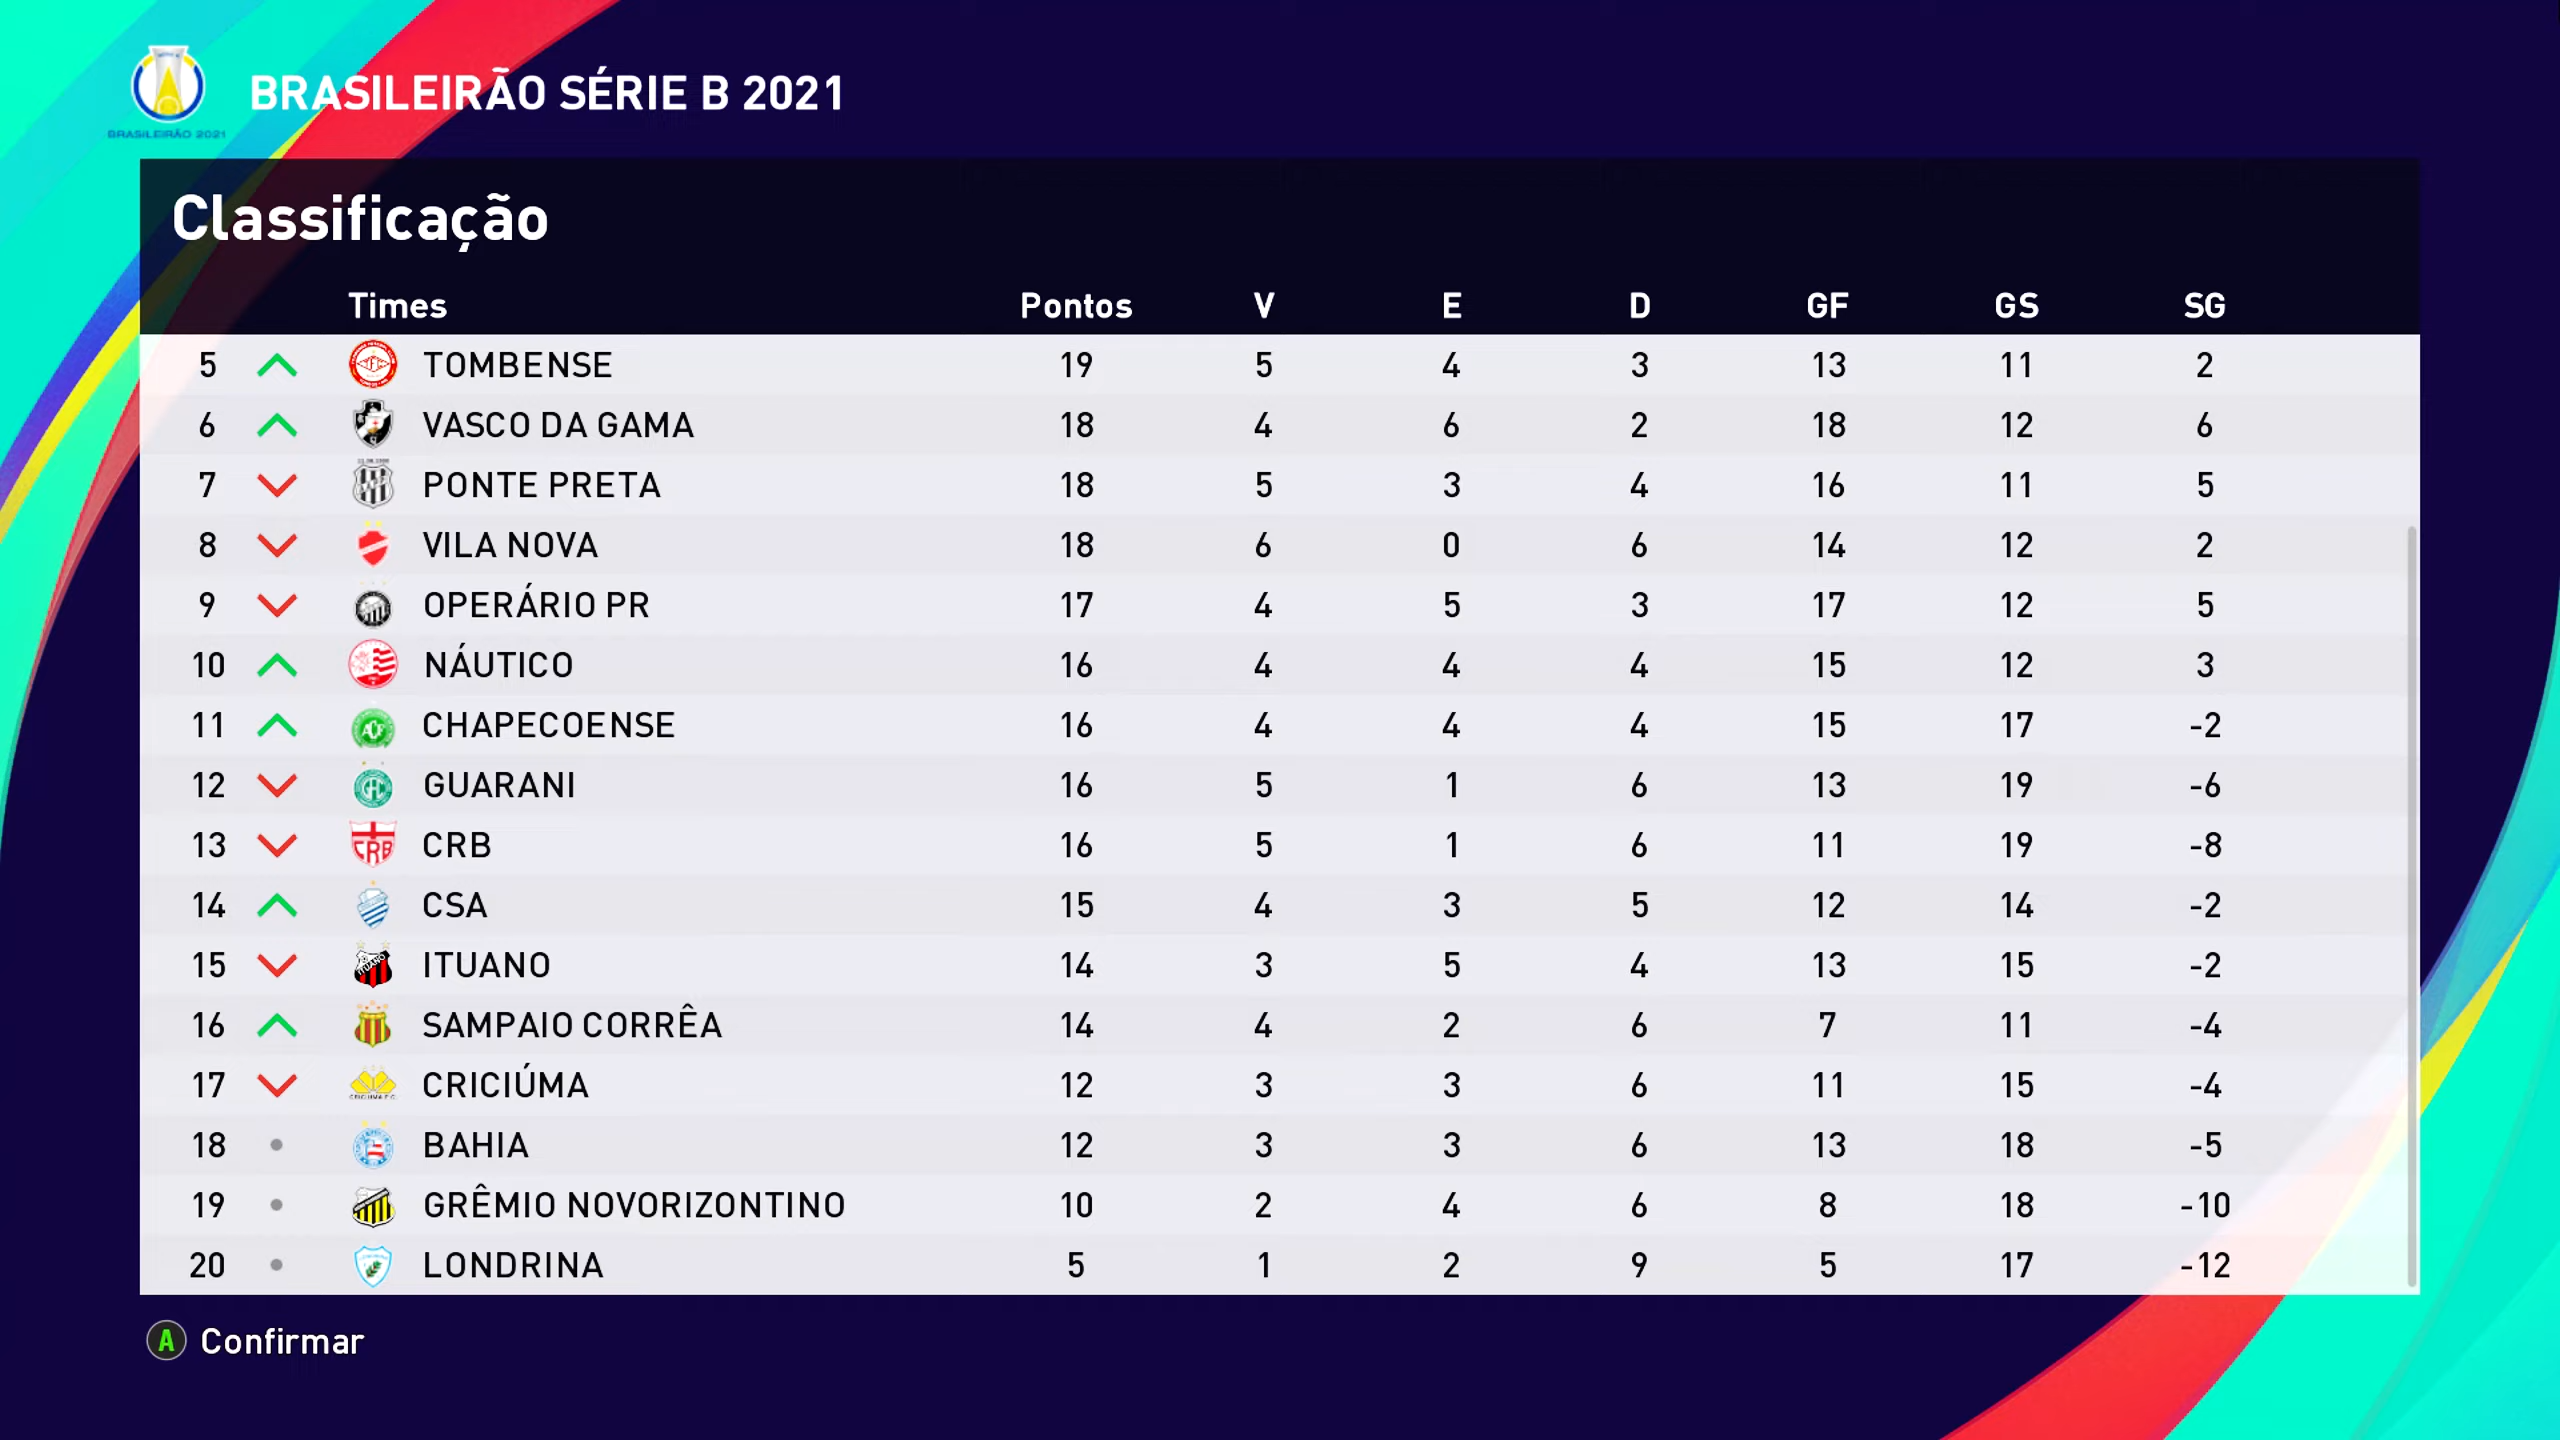 BRASILEIRÃO 2021
BRASILEIRÃO SÉRIE B 2021
Classificação
Times Pontos V E D GF GS SG
5 TOMBENSE 19 5 4 3 13 11 2
6 VASCO DA GAMA 18 4 6 2 18 12 6
7 PONTE PRETA 18 5 3 4 16 11 5
8 VILA NOVA 18 6 0 6 14 12 2
9 OPERÁRIO PR 17 4 5 3 17 12 5
10 NÁUTICO 16 4 4 4 15 12 3
11 CHAPECOENSE 16 4 4 4 15 17 -2
12 GUARANI 16 5 1 6 13 19 -6
13 CRB 16 5 1 6 11 19 -8
14 CSA 15 4 3 5 12 14 -2
15 ITUANO 14 3 5 4 13 15 -2
16 SAMPAIO CORRÊA 14 4 2 6 7 11 -4
17 CRICIÚMA 12 3 3 6 11 15 -4
18 BAHIA 12 3 3 6 13 18 -5
19 GRÊMIO NOVORIZONTINO 10 2 4 6 8 18 -10
20 LONDRINA 5 1 2 9 5 17 -12
A Confirmar